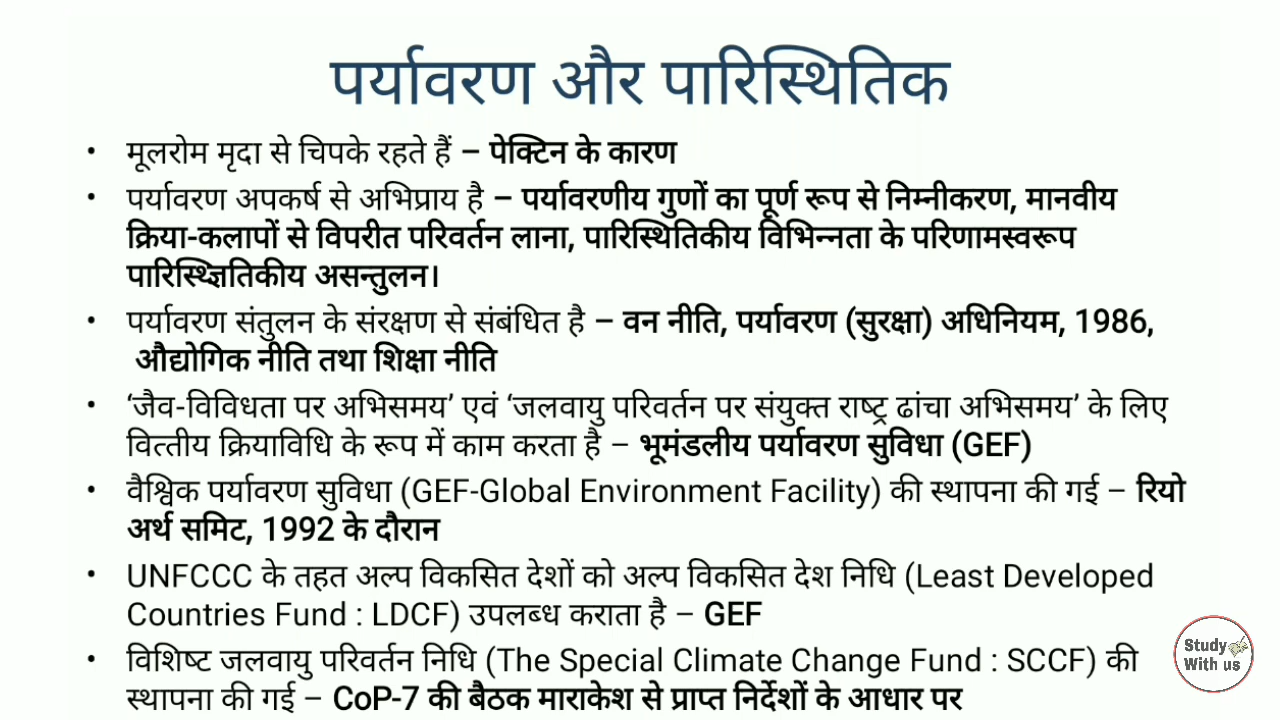 पर्यावरण और पारिस्थितिक
• मूलरोम मृदा से चिपके रहते हैं – पेक्टिन के कारण
• पर्यावरण अपकर्ष से अभिप्राय है – पर्यावरणीय गुणों का पूर्ण रूप से निम्नीकरण, मानवीय
क्रिया-कलापों से विपरीत परिवर्तन लाना, पारिस्थितिकीय विभिन्नता के परिणामस्वरूप
पारिस्थ्तििकीय असन्तुलन।
• पर्यावरण संतुलन के संरक्षण से संबंधित है – वन नीति, पर्यावरण (सुरक्षा) अधिनियम, 1986,
औद्योगिक नीति तथा शिक्षा नीति
• ‘जैव-विविधता पर अभिसमय’ एवं ‘जलवायु परिवर्तन पर संयुक्त राष्ट्र ढांचा अभिसमय’ के लिए
वित्तीय क्रियाविधि के रूप में काम करता है – भूमंडलीय पर्यावरण सुविधा (GEF)
• वैश्विक पर्यावरण सुविधा (GEF-Global Environment Facility) की स्थापना की गई – रियो
अर्थ समिट, 1992 के दौरान
• UNFCCC के तहत अल्प विकसित देशों को अल्प विकसित देश निधि (Least Developed
Countries Fund : LDCF) उपलब्ध कराता है – GEF
• विशिष्ट जलवायु परिवर्तन निधि (The Special Climate Change Fund : SCCF) की
स्थापना की गई – CoP-7 की बैठक माराकेश से प्राप्त निर्देशों के आधार पर
Study
With us